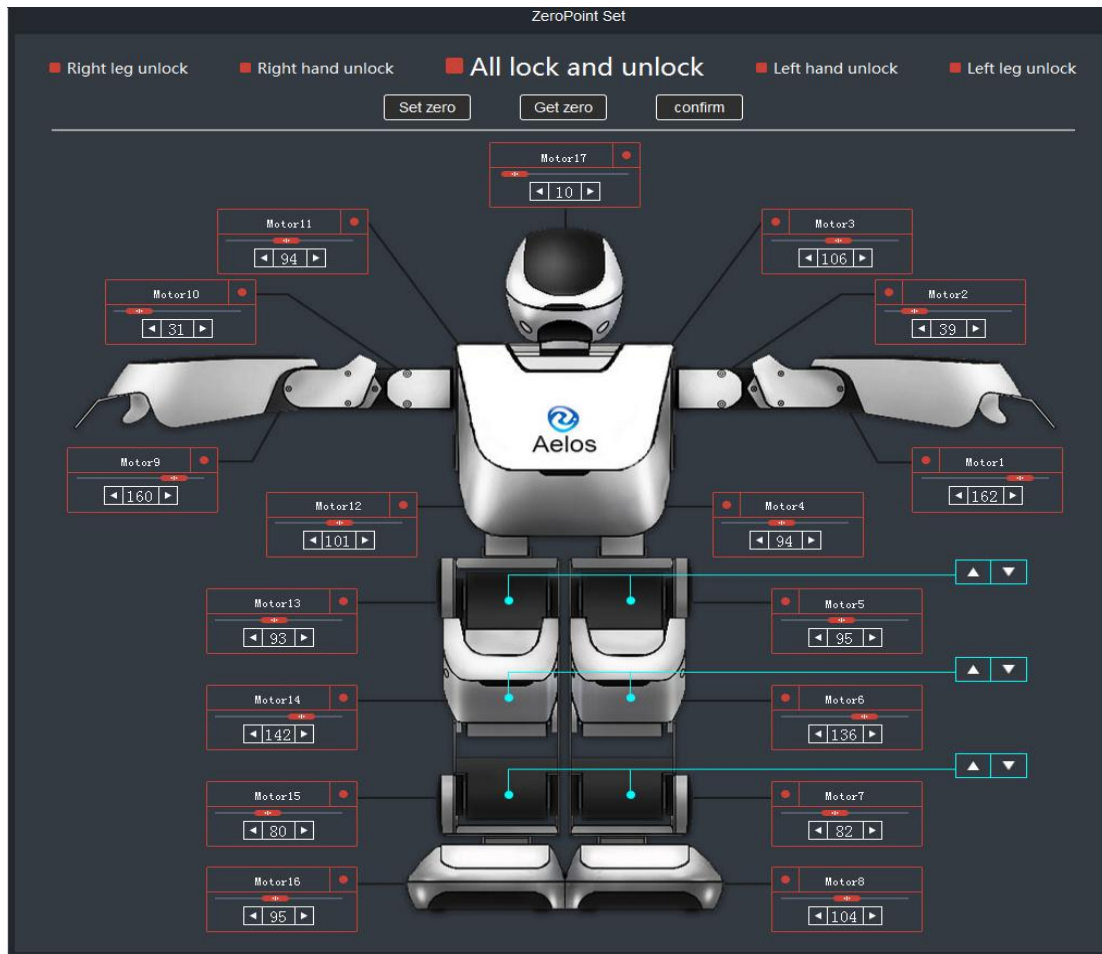 ZeroPoint Set
Right leg unlock
Right hand unlock
All lock and unlock
Left hand unlock
Left leg unlock
Set zero
Get zero
confirm
Motor17
10
Motor11
94
Motor3
106
Motor10
31
Motor2
39
Aelos
Motor9
160
Motor1
162
Motor12
101
Motor4
94
Motor13
93
Motor5
95
Motor14
142
Motor6
136
Motor15
80
Motor7
82
Motor16
95
Motor8
104